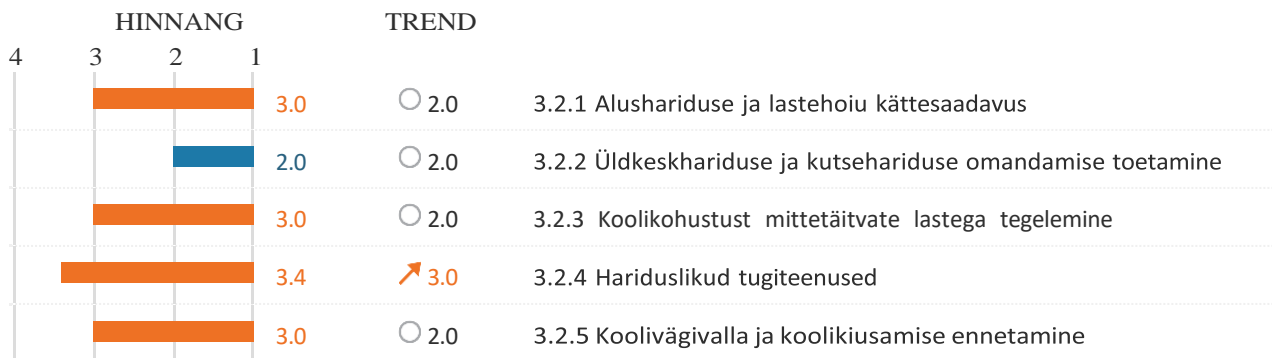 HINNANG TREND
4 3 2 1
3.0 2.0 3.2.1 Alushariduse ja lastehoiu kättesaadavus
2.0 2.0 3.2.2 Üldkeskhariduse ja kutsehariduse omandamise toetamine
3.0 2.0 3.2.3 Koolikohustust mittetäitvate lastega tegelemine
3.4 3.0 3.2.4 Hariduslikud tugiteenused
3.0 2.0 3.2.5 Koolivägivalla ja koolikiusamise ennetamine